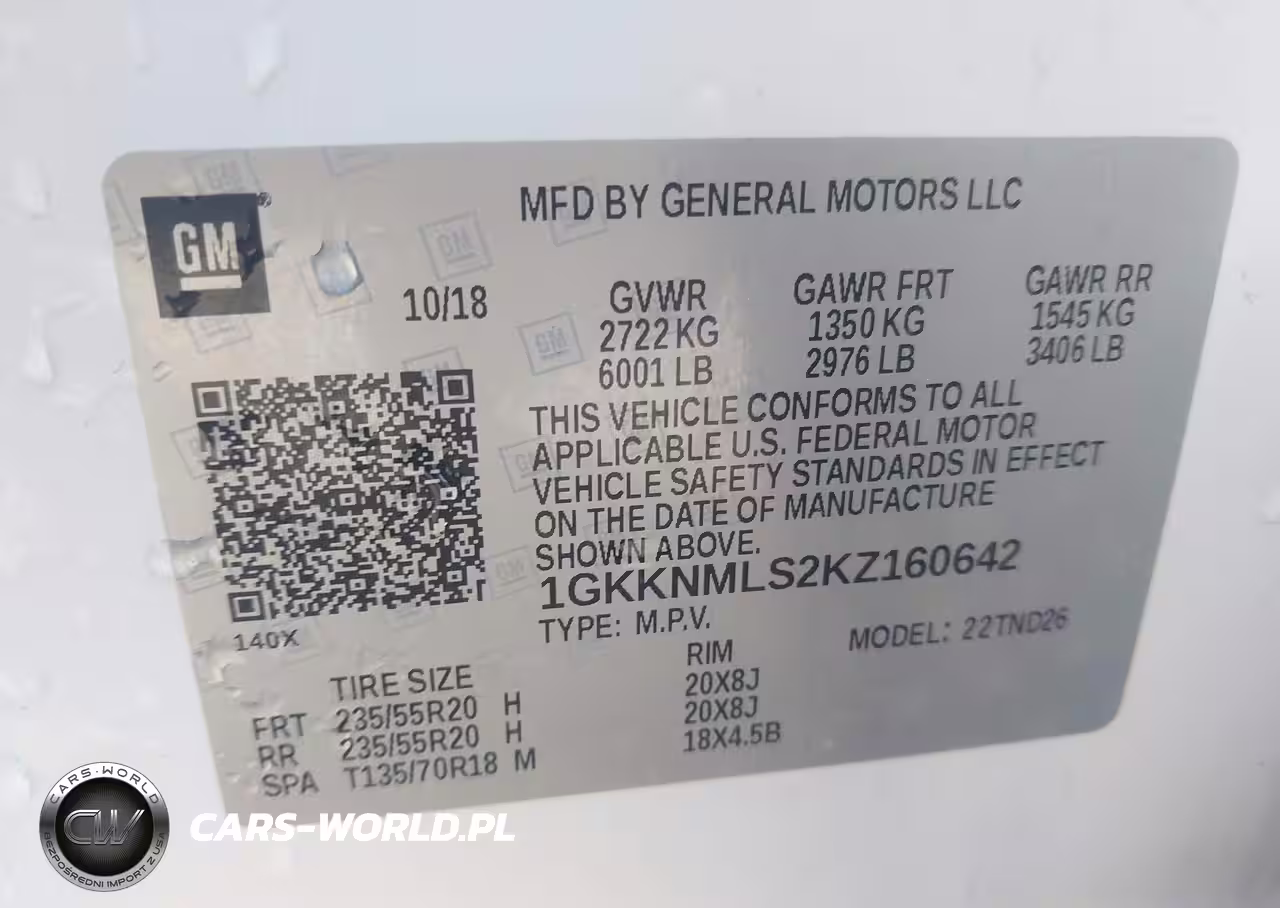 GM
MFD BY GENERAL MOTORS LLC
10/18
GVWR GAWR FRT GAWR RR
2722 KG 1350 KG 1545 KG
6001 LB 2976 LB 3406 LB
THIS VEHICLE CONFORMS TO ALL
APPLICABLE U.S. FEDERAL MOTOR
VEHICLE SAFETY STANDARDS IN EFFECT
ON THE DATE OF MANUFACTURE
SHOWN ABOVE.
1GKKNMLS2KZ160642
140X
TYPE: M.P.V. MODEL: 22TND26
TIRE SIZE RIM
FRT 235/55R20 H 20X8J
RR 235/55R20 H 20X8J
SPA T135/70R18 M 18X4.5B
CARS-WORLD
CW
BEZPOŚREDNI IMPORT Z USA
CARS-WORLD.PL